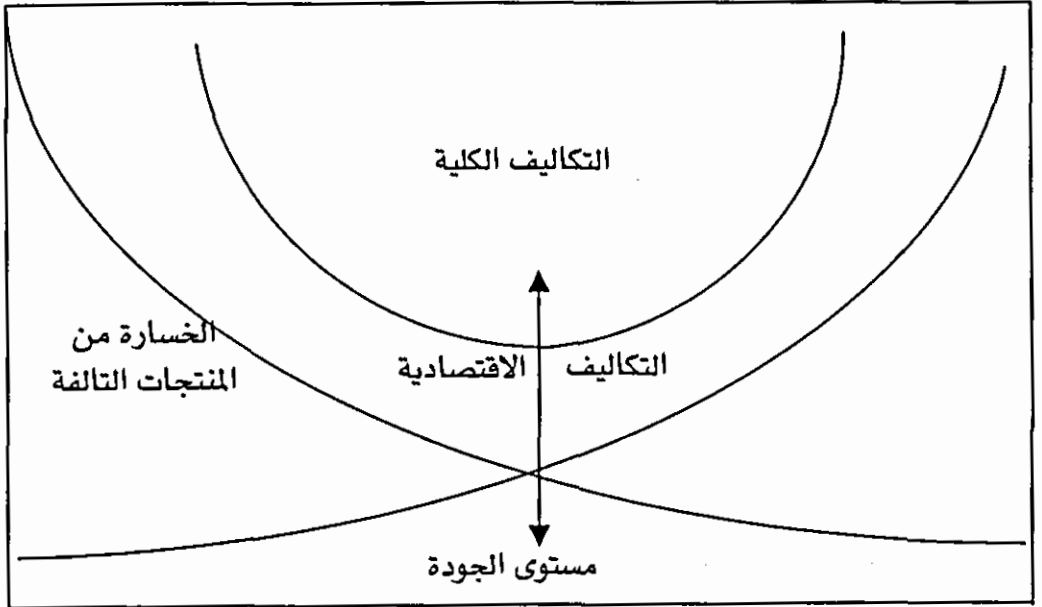 التكاليف الكلية
الخسارة من
المنتجات التالفة
التكاليف الاقتصادية
مستوى الجودة